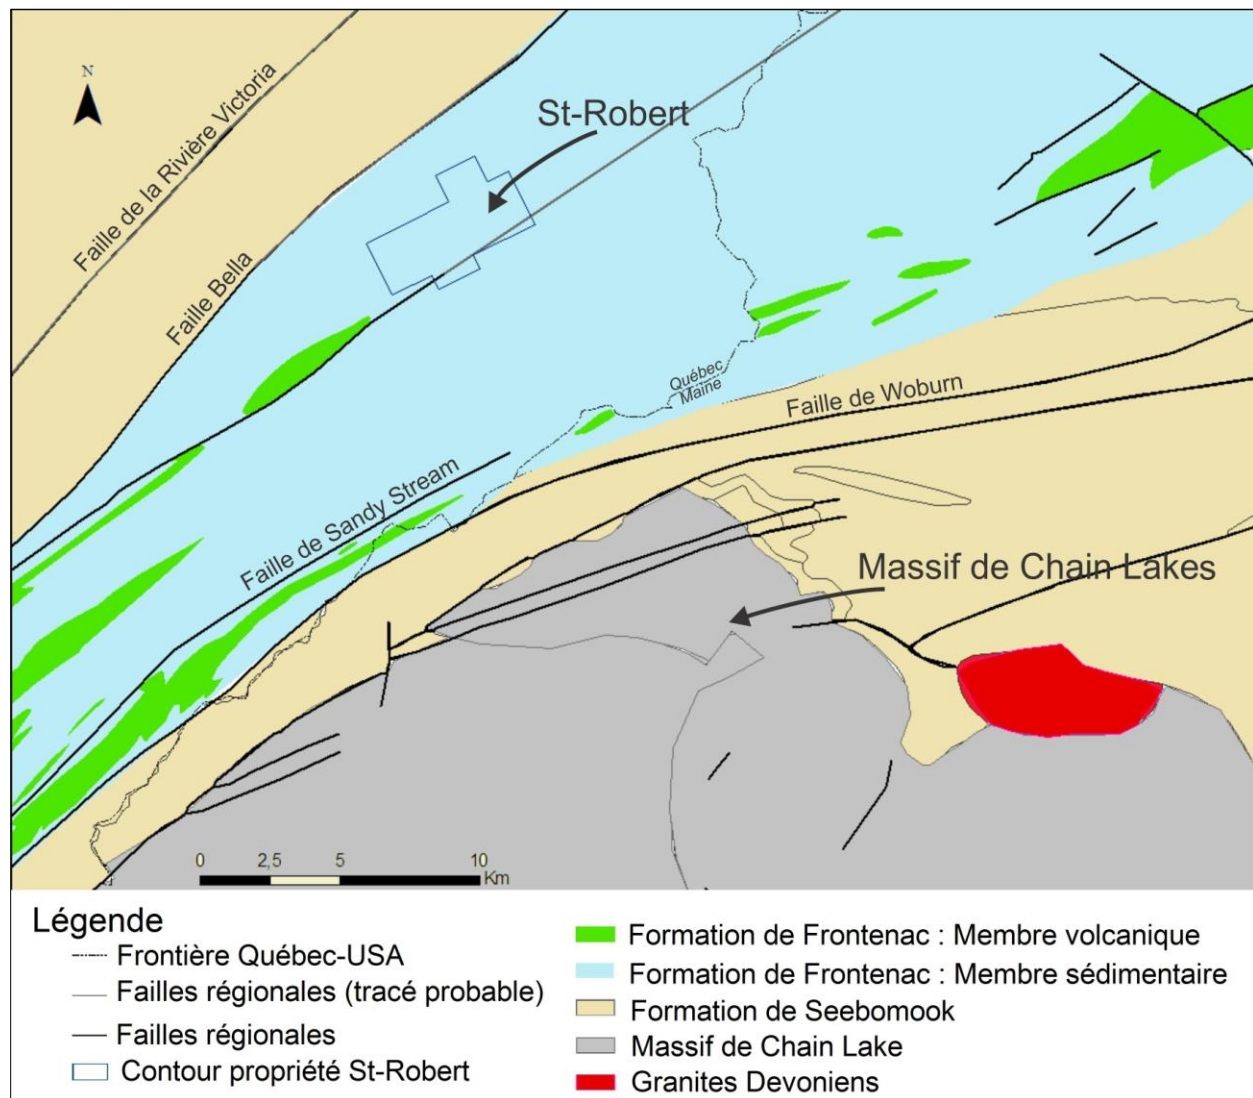 N
St-Robert
Faille de la Rivière Victoria
Faille Bella
Québec
Maine
Faille de Woburn
Faille de Sandy Stream
Massif de Chain Lakes
0 2,5 5 10
Km
Légende
Frontière Québec-USA
Failles régionales (tracé probable)
Failles régionales
Contour propriété St-Robert
Formation de Frontenac : Membre volcanique
Formation de Frontenac : Membre sédimentaire
Formation de Seebomook
Massif de Chain Lake
Granites Devoniens